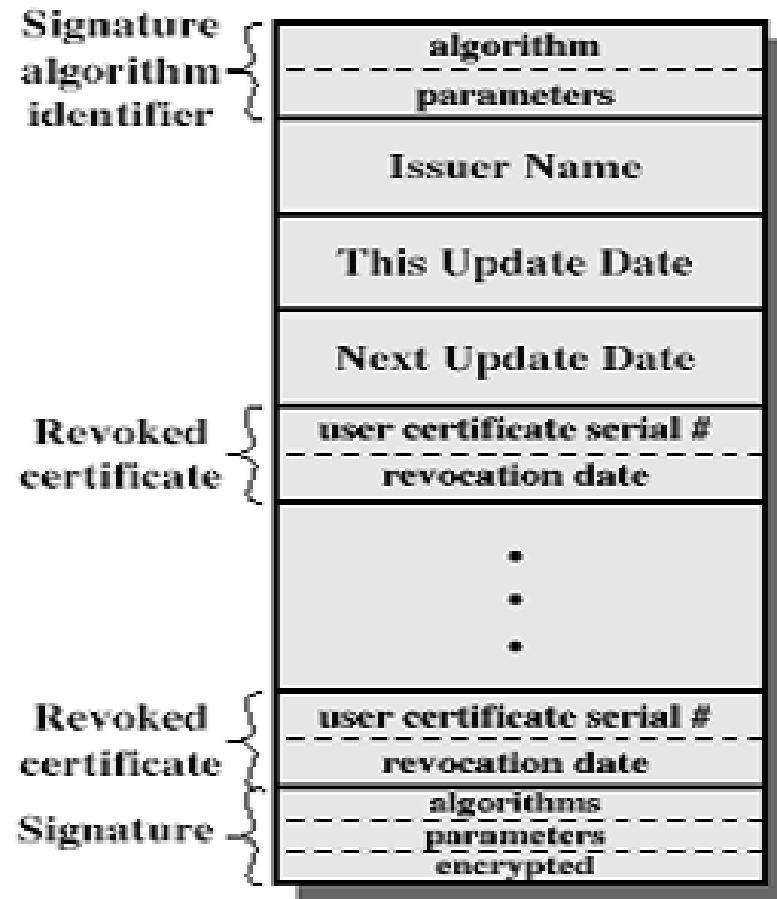 Signature
algorithm
identifier
algorithm
parameters
Issuer Name
This Update Date
Next Update Date
Revoked
certificate
user certificate serial #
revocation date
Revoked
certificate
user certificate serial #
revocation date
Signature
algorithms
parameters
encrypted